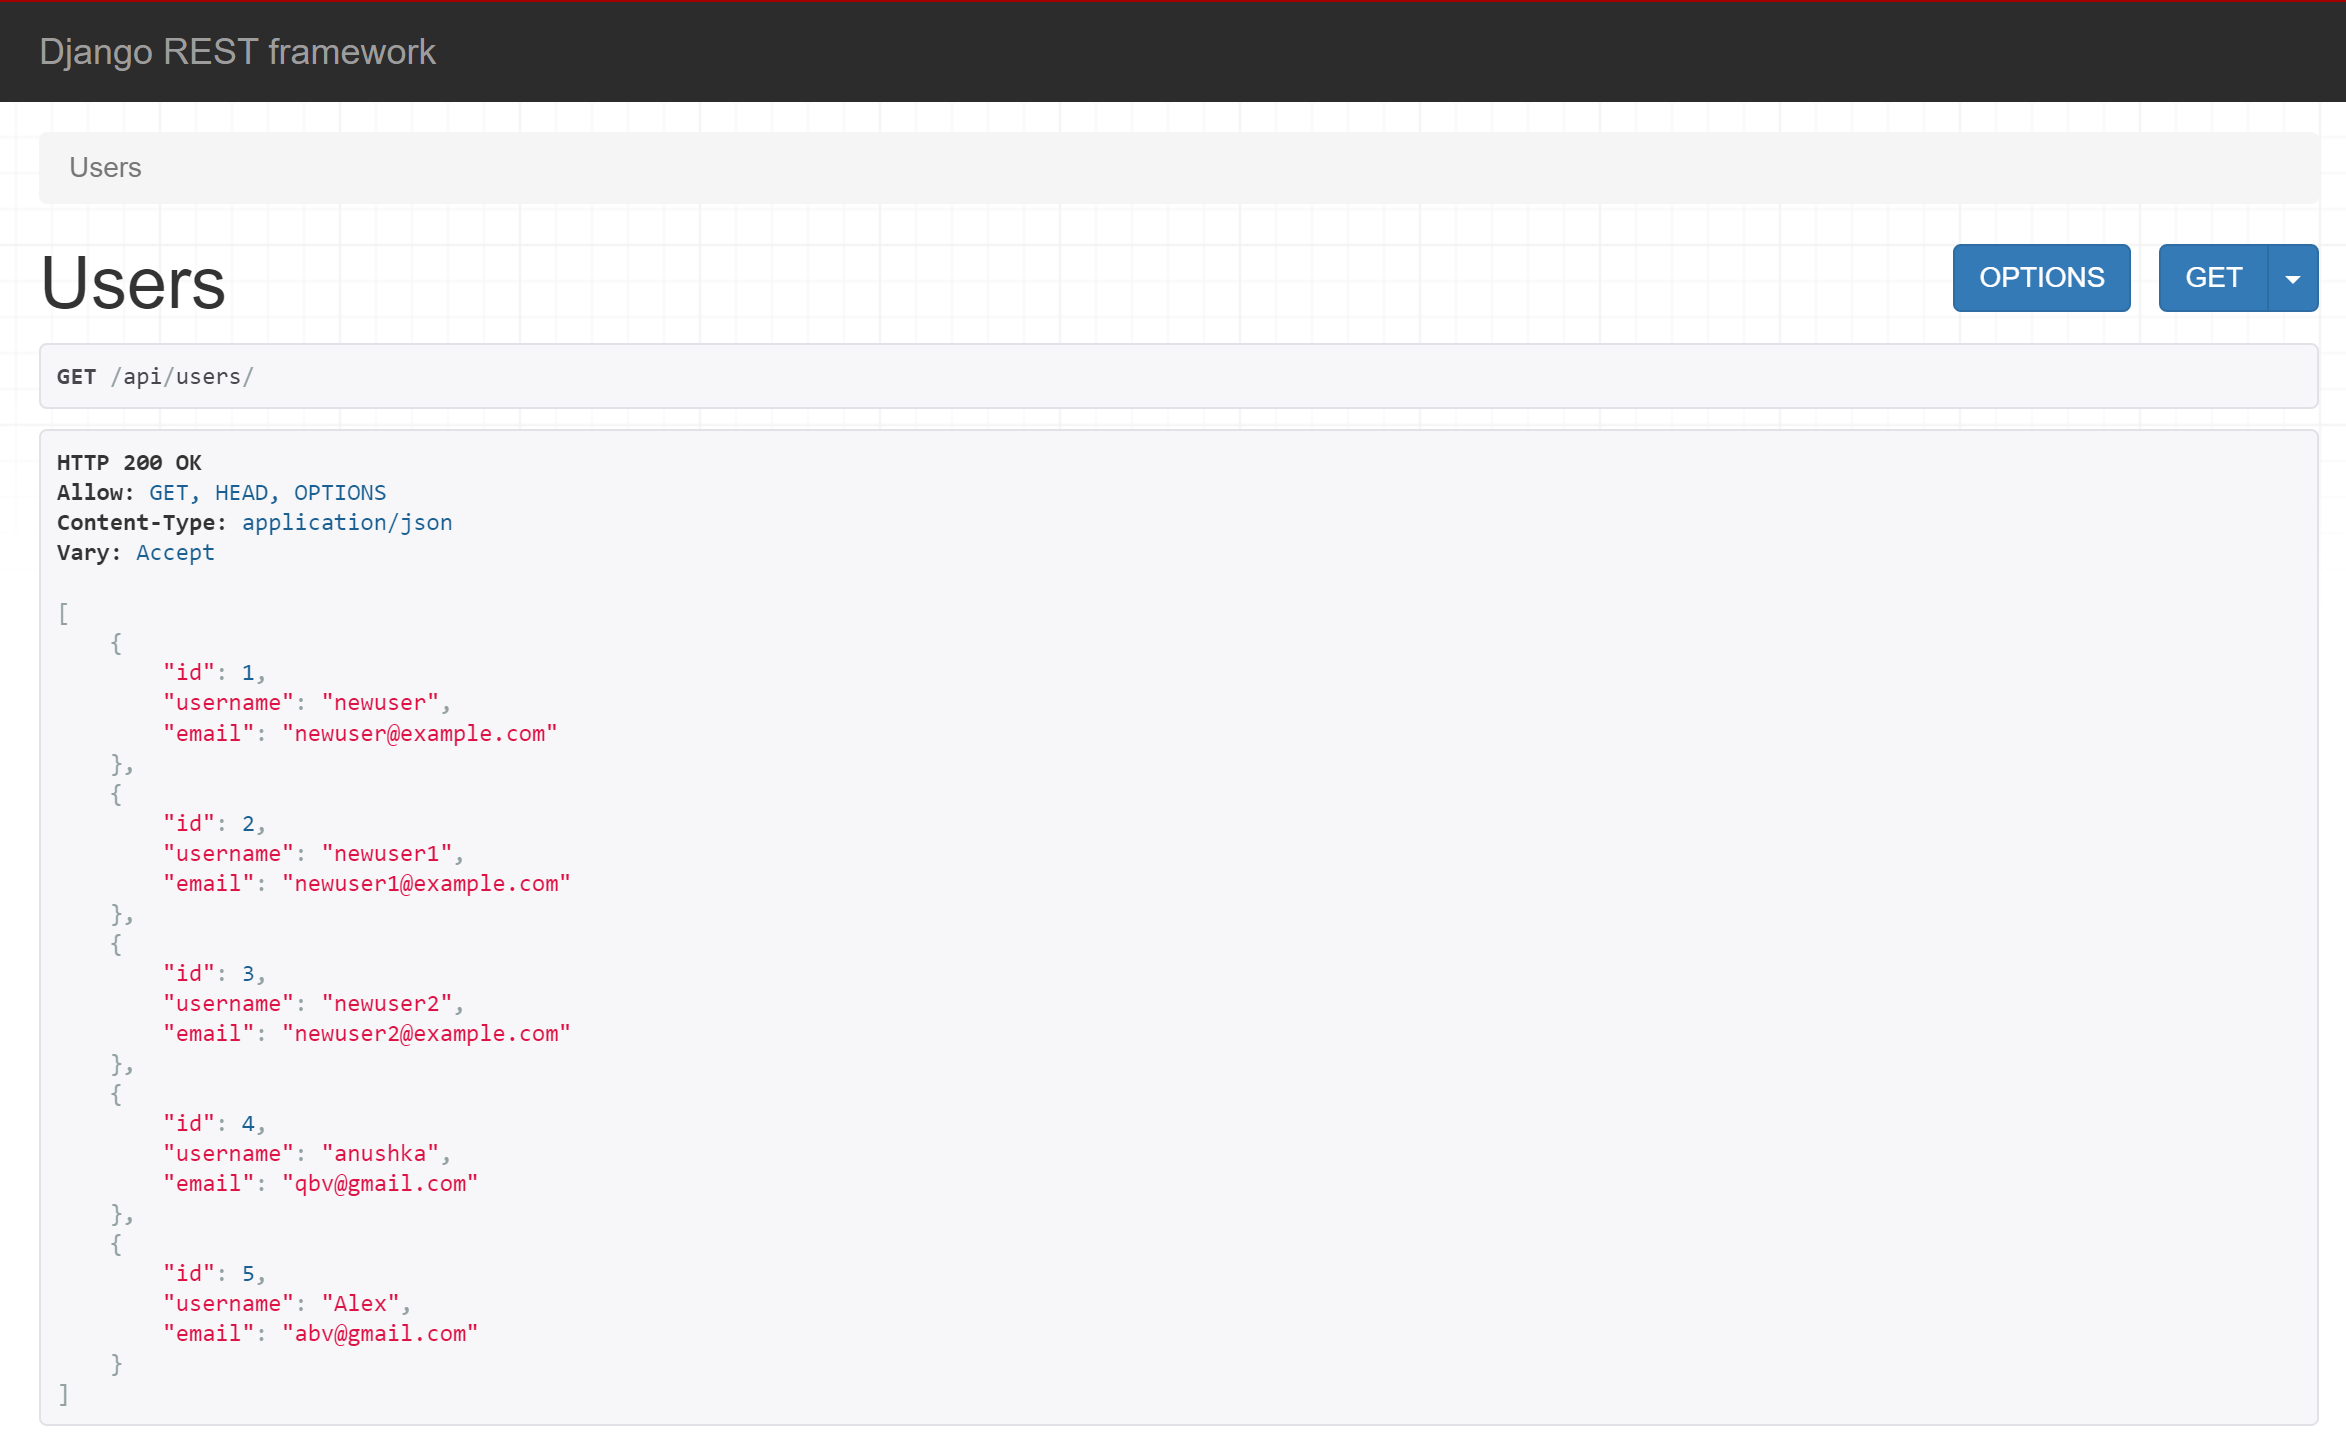 Django REST framework
Users
Users
OPTIONS
GET
GET /api/users/
HTTP 200 OK
Allow: GET, HEAD, OPTIONS
Content-Type: application/json
Vary: Accept
[
    {
        "id": 1,
        "username": "newuser",
        "email": "newuser@example.com"
    },
    {
        "id": 2,
        "username": "newuser1",
        "email": "newuser1@example.com"
    },
    {
        "id": 3,
        "username": "newuser2",
        "email": "newuser2@example.com"
    },
    {
        "id": 4,
        "username": "anushka",
        "email": "qbv@gmail.com"
    },
    {
        "id": 5,
        "username": "Alex",
        "email": "abv@gmail.com"
    }
]